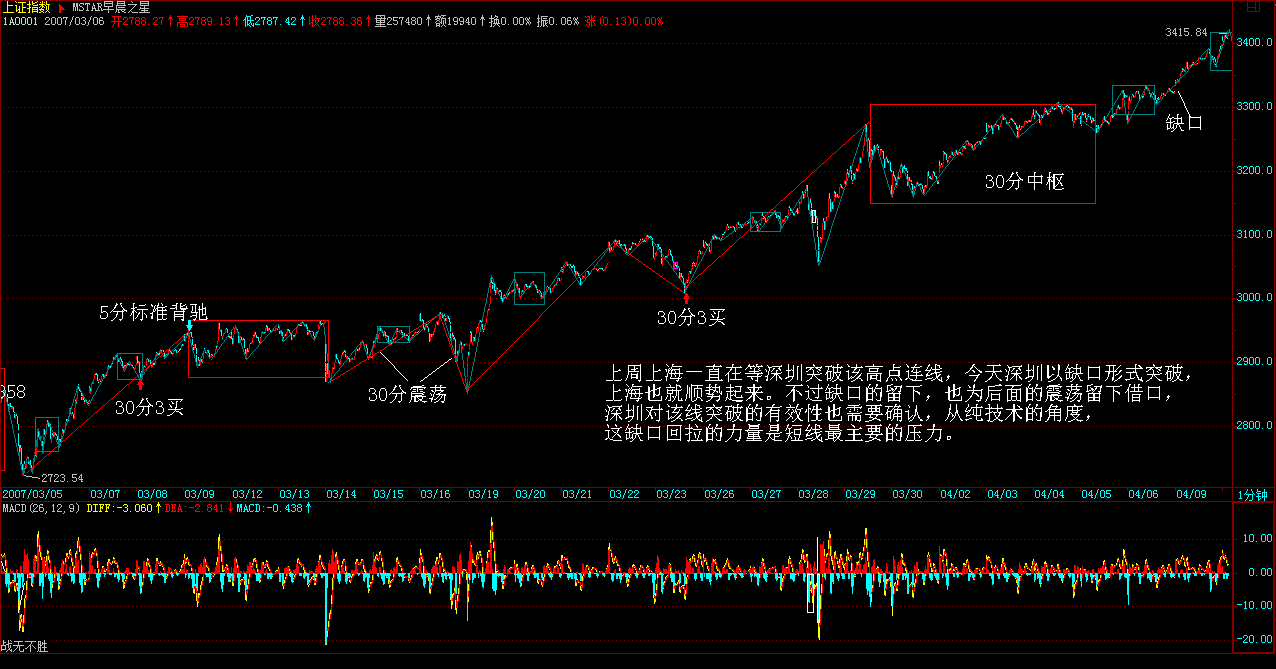 上证指数 MSTAR早晨之星
1A0001 2007/03/06 开2788.27↑高2789.13↑低2787.42↑收2788.38↑量257480↑额19940↑换0.00% 振0.06% 涨(0.13)0.00%
3415.84
3400.0
3300.0
缺口
3200.0
30分中枢
3100.0
3000.0
5分标准背驰
30分3买
2900.0
858
30分震荡
30分3买
上周上海一直在等深圳突破该高点连线，今天深圳以缺口形式突破，
上海也就顺势起来。不过缺口的留下，也为后面的震荡留下借口，
深圳对该线突破的有效性也需要确认，从纯技术的角度，
这缺口回拉的力量是短线最主要的压力。
2800.0
2723.54
2007/03/05 03/07 03/08 03/09 03/12 03/13 03/14 03/15 03/16 03/19 03/20 03/21 03/22 03/23 03/26 03/27 03/28 03/29 03/30 04/02 04/03 04/04 04/05 04/06 04/09 1分钟
MACD(26,12,9) DIFF:-3.060↑DEA:-2.841↓MACD:-0.438↑
10.00
0.00
-10.00
-20.00
战无不胜